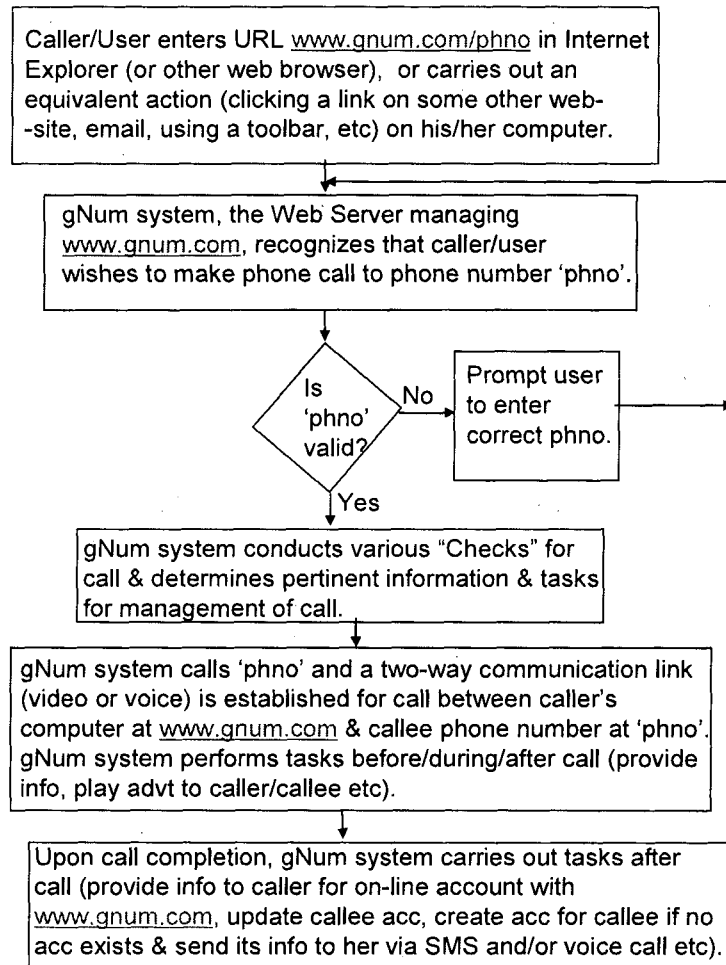 Caller/User enters URL www.gnum.com/phno in Internet
Explorer (or other web browser), or carries out an
equivalent action (clicking a link on some other web-
-site, email, using a toolbar, etc) on his/her computer.
gNum system, the Web Server managing
www.gnum.com, recognizes that caller/user
wishes to make phone call to phone number 'phno'.
Is
'phno'
valid?
No
Prompt user
to enter
correct phno.
Yes
gNum system conducts various "Checks" for
call & determines pertinent information & tasks
for management of call.
gNum system calls 'phno' and a two-way communication link
(video or voice) is established for call between caller's
computer at www.gnum.com & callee phone number at 'phno'.
gNum system performs tasks before/during/after call (provide
info, play advt to caller/callee etc).
Upon call completion, gNum system carries out tasks after
call (provide info to caller for on-line account with
www.gnum.com, update callee acc, create acc for callee if no
acc exists & send its info to her via SMS and/or voice call etc).